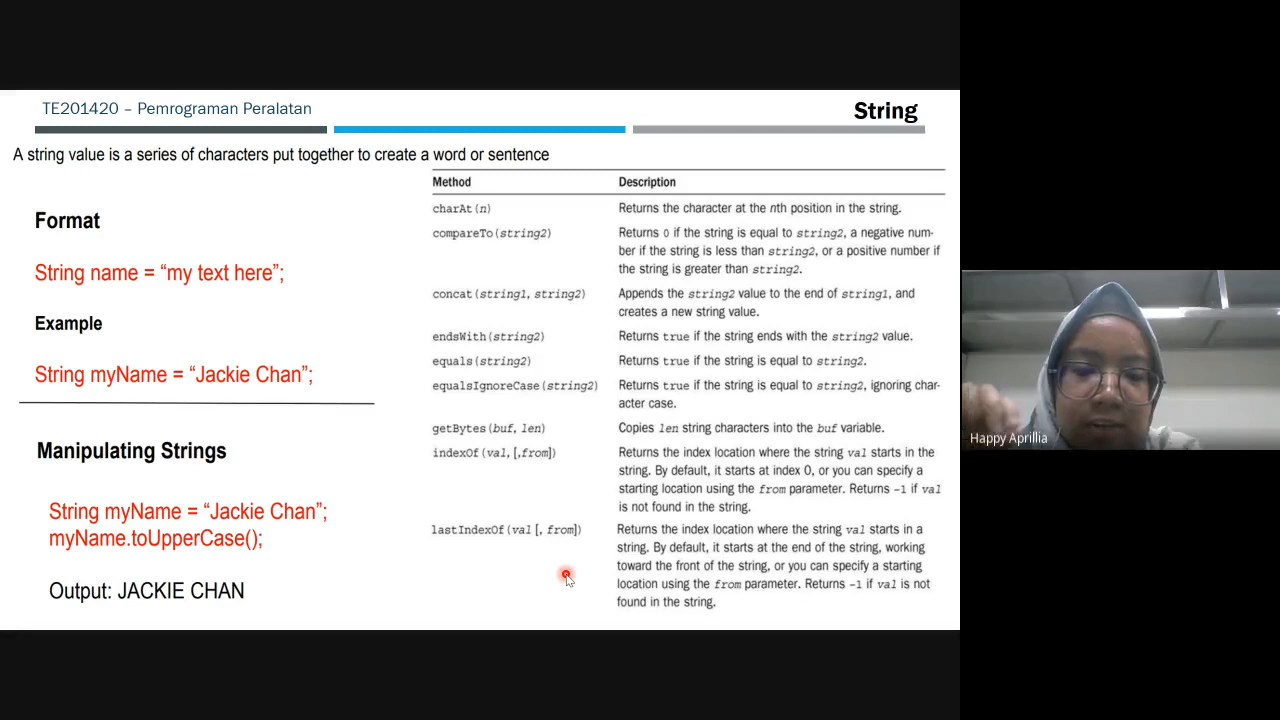 TE201420 – Pemrograman Peralatan
String
A string value is a series of characters put together to create a word or sentence
Format
String name = “my text here”;
Example
String myName = “Jackie Chan”;
Manipulating Strings
String myName = “Jackie Chan”;
myName.toUpperCase();
Output: JACKIE CHAN
Method Description
charAt(n) Returns the character at the nth position in the string.
compareTo(string2) Returns 0 if the string is equal to string2, a negative num-
ber if the string is less than string2, or a positive number if
the string is greater than string2.
concat(string1, string2) Appends the string2 value to the end of string1, and
creates a new string value.
endsWith(string2) Returns true if the string ends with the string2 value.
equals(string2) Returns true if the string is equal to string2.
equalsIgnoreCase(string2) Returns true if the string is equal to string2, ignoring char-
acter case.
getBytes(buf, len) Copies len string characters into the buf variable.
indexOf(val, [,from]) Returns the index location where the string val starts in the
string. By default, it starts at index 0, or you can specify a
starting location using the from parameter. Returns –1 if val
is not found in the string.
lastIndexOf(val [, from]) Returns the index location where the string val starts in a
string. By default, it starts at the end of the string, working
toward the front of the string, or you can specify a starting
location using the from parameter. Returns –1 if val is not
found in the string.
Happy Aprillia